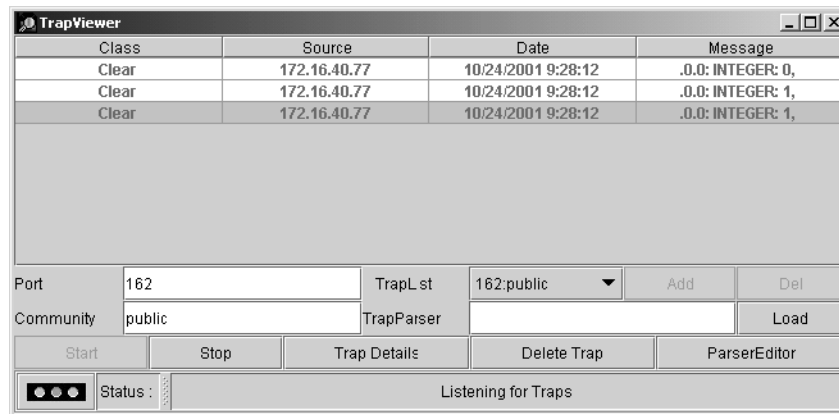 TrapViewer
Class Source Date Message
Clear 172.16.40.77 10/24/2001 9:28:12 .0.0: INTEGER: 0,
Clear 172.16.40.77 10/24/2001 9:28:12 .0.0: INTEGER: 1,
Clear 172.16.40.77 10/24/2001 9:28:12 .0.0: INTEGER: 1,
Port 162 TrapList 162:public Add Del
Community public TrapParser Load
Start Stop Trap Details Delete Trap ParserEditor
Status : Listening for Traps